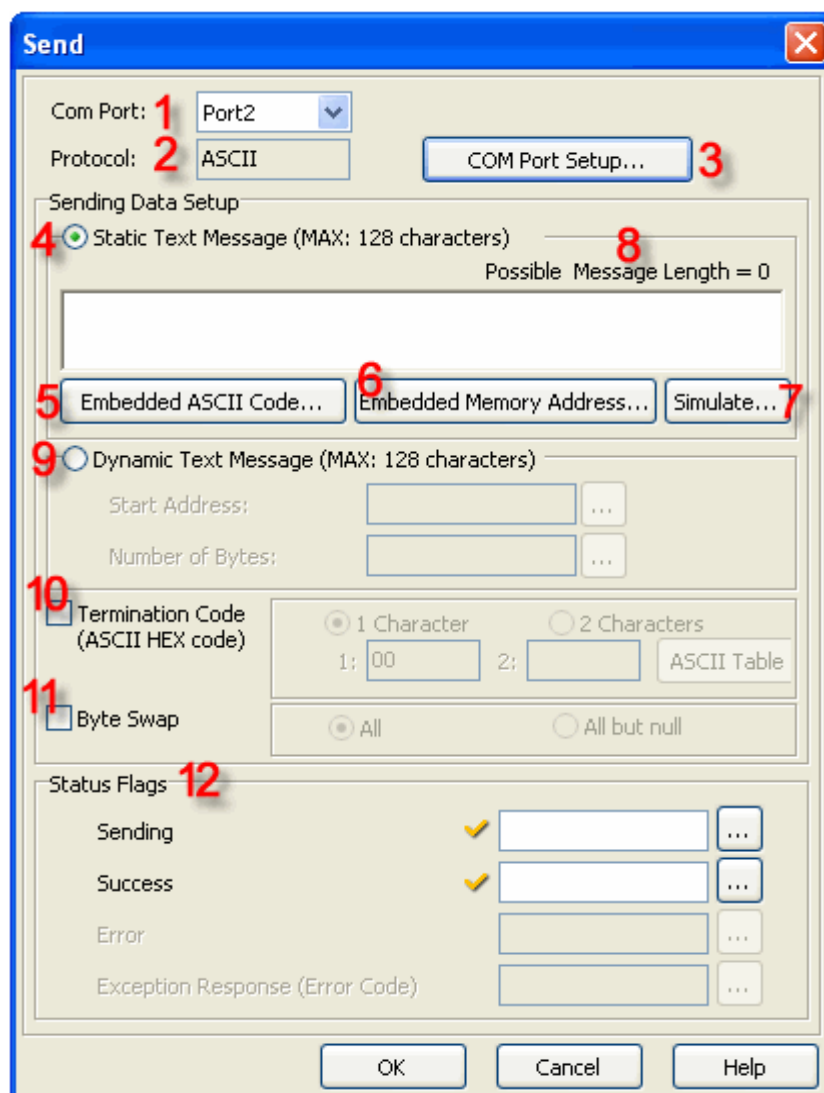 Send
Com Port: 1 Port2
Protocol: 2 ASCII COM Port Setup... 3
Sending Data Setup
4 Static Text Message (MAX: 128 characters) 8
Possible Message Length = 0
5 Embedded ASCII Code... 6 Embedded Memory Address... Simulate... 7
9 Dynamic Text Message (MAX: 128 characters)
Start Address: ...
Number of Bytes: ...
10 Termination Code 1 Character 2 Characters
(ASCII HEX code) 1: 00 2: ASCII Table
11 Byte Swap All All but null
Status Flags 12
Sending ...
Success ...
Error ...
Exception Response (Error Code) ...
OK Cancel Help